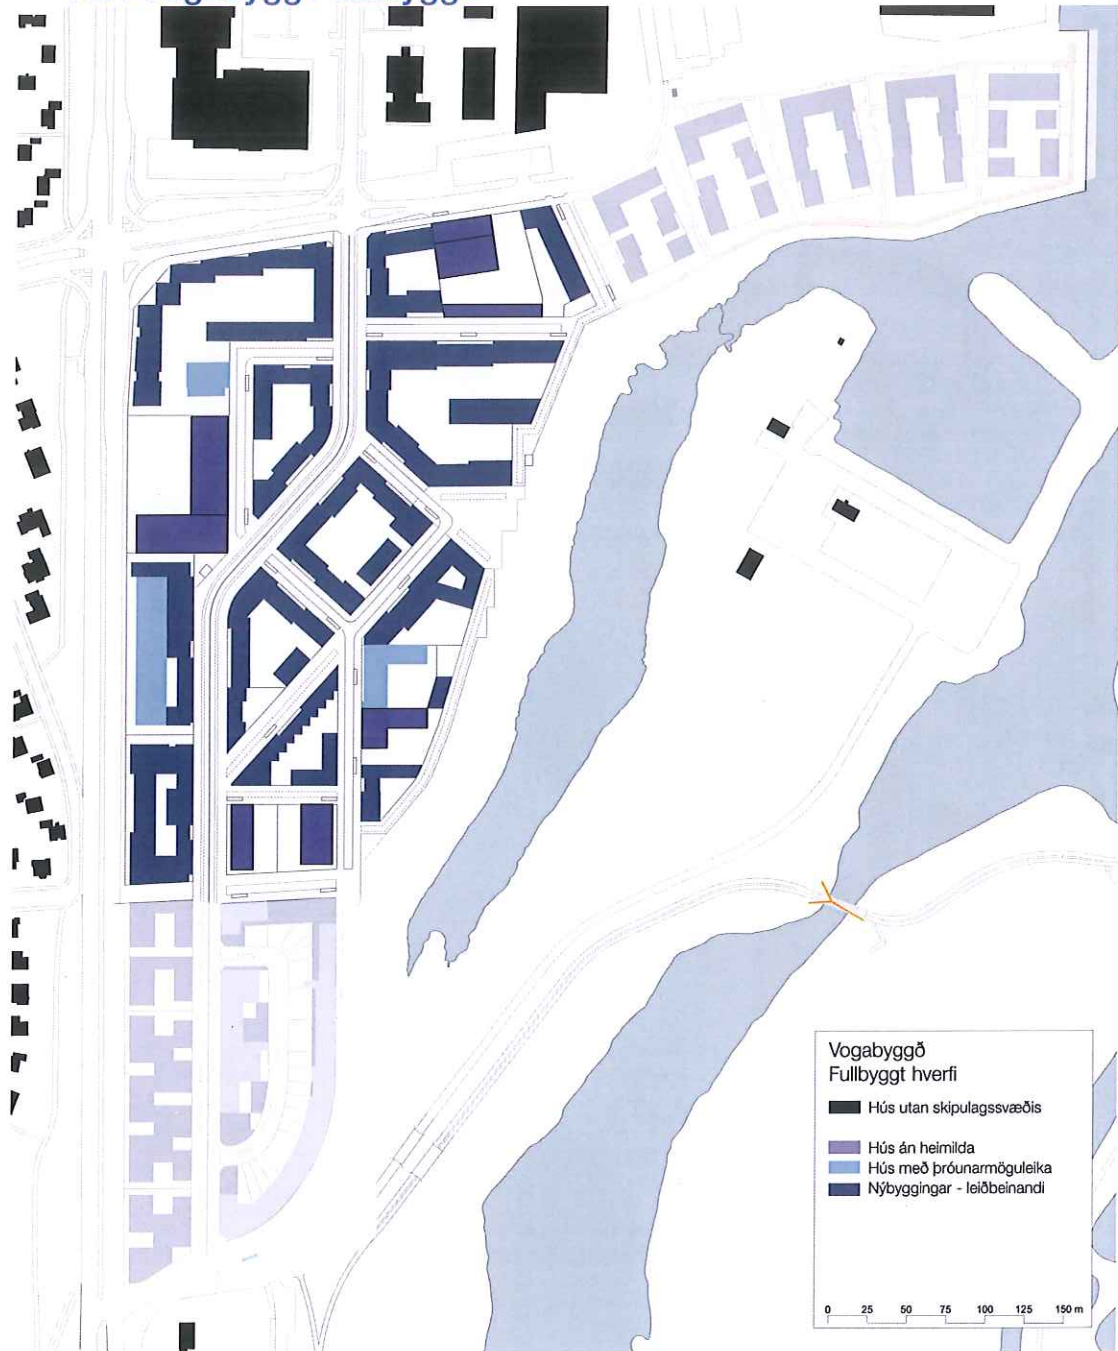 Vogabyggð
Fullbyggt hverfi
Hús utan skipulagssvæðis
Hús án heimilda
Hús með þróunarmöguleika
Nýbyggingar - leiðbeinandi
0 25 50 75 100 125 150 m